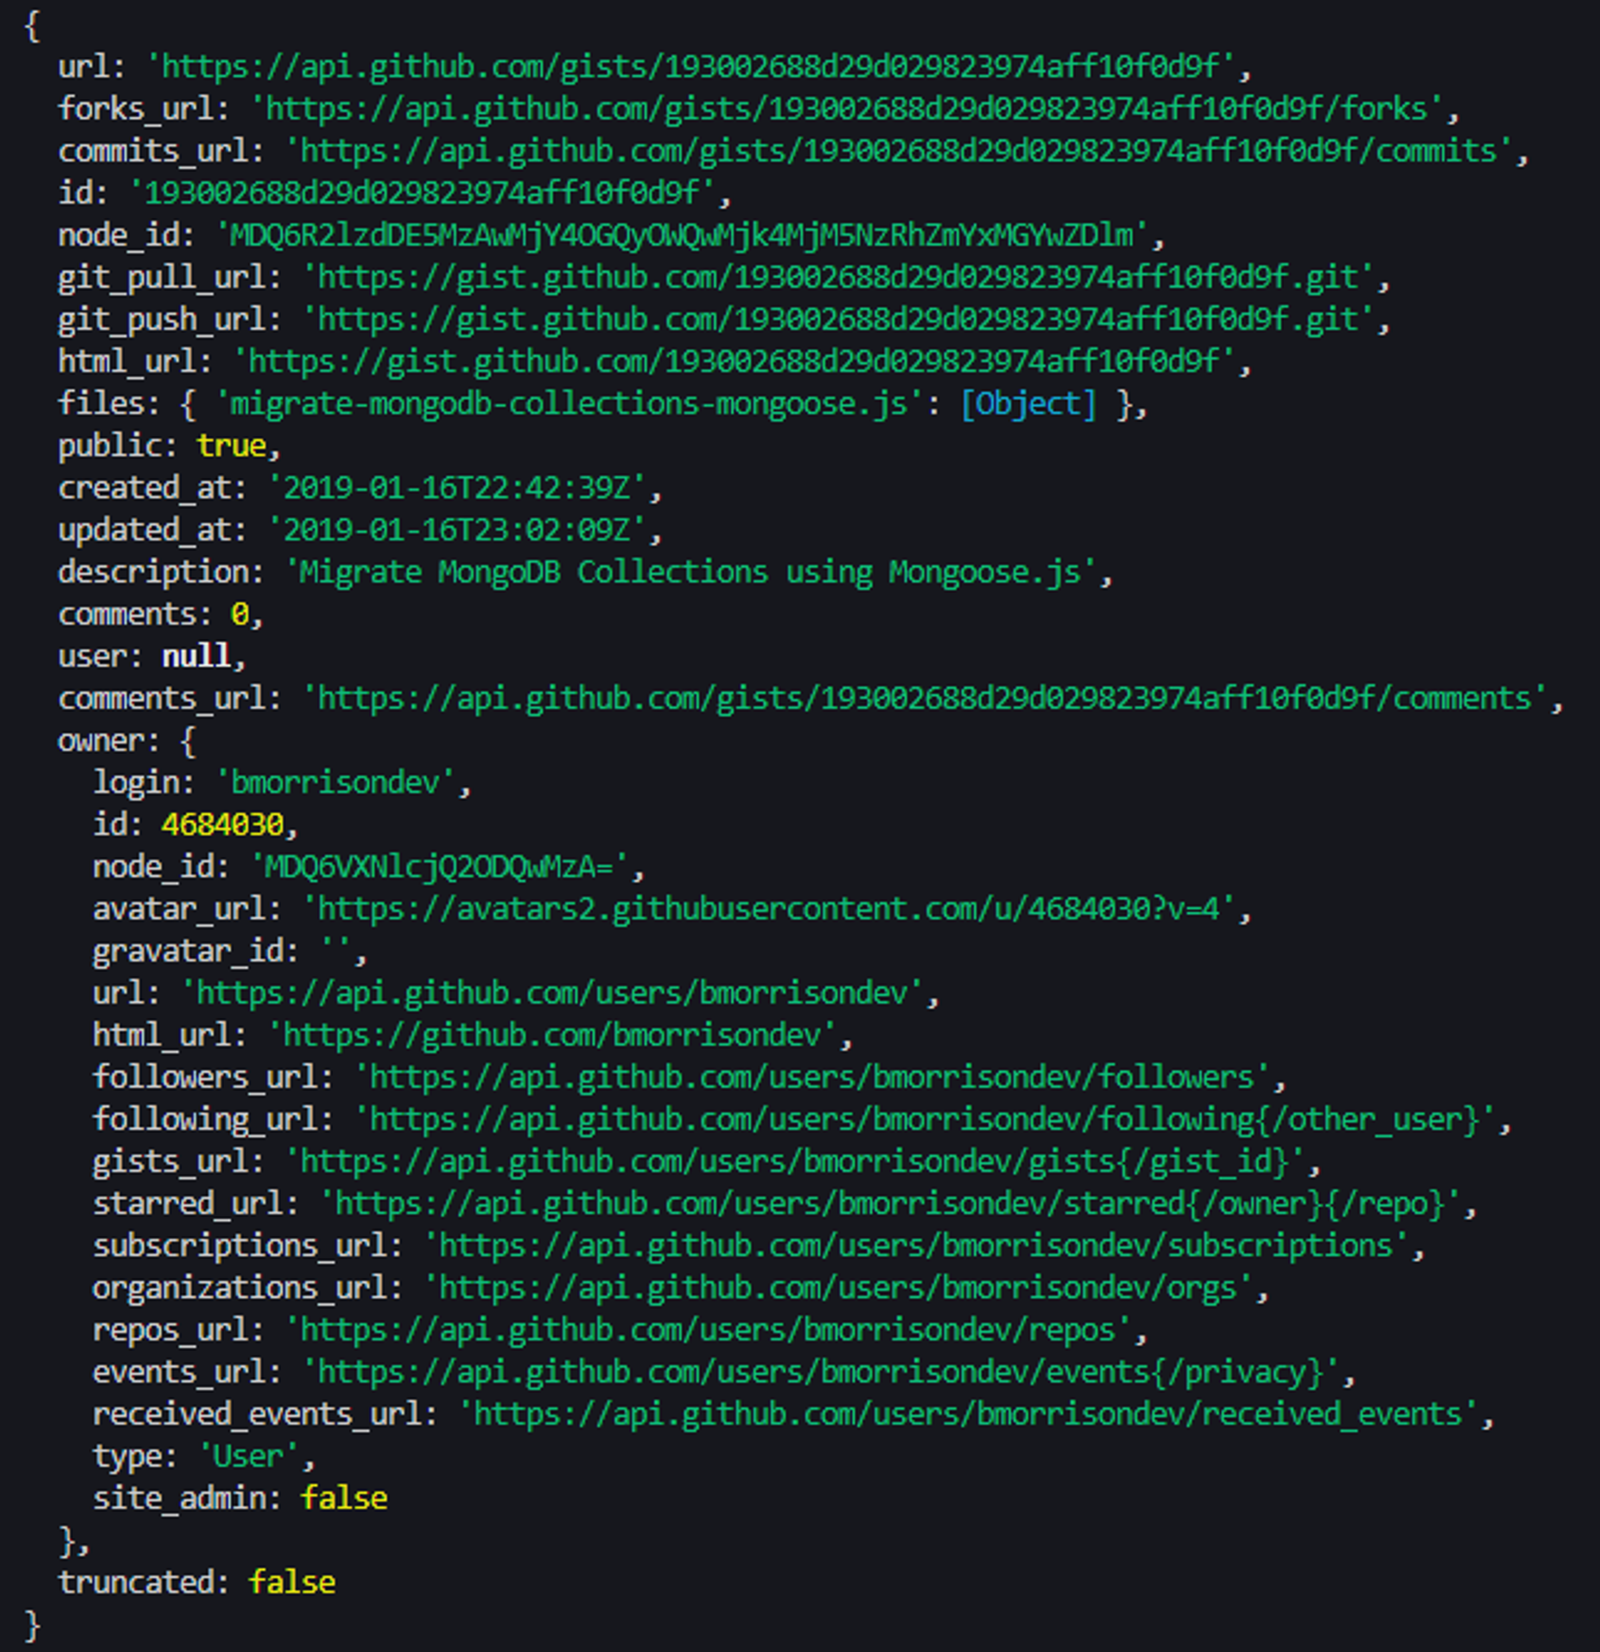 {
  url: 'https://api.github.com/gists/193002688d29d029823974aff10f0d9f',
  forks_url: 'https://api.github.com/gists/193002688d29d029823974aff10f0d9f/forks',
  commits_url: 'https://api.github.com/gists/193002688d29d029823974aff10f0d9f/commits',
  id: '193002688d29d029823974aff10f0d9f',
  node_id: 'MDQ6R2lzdDE5MzAwMjY4OGQyOWQwMjk4MjM5NzRhZmYxMGYwZDlm',
  git_pull_url: 'https://gist.github.com/193002688d29d029823974aff10f0d9f.git',
  git_push_url: 'https://gist.github.com/193002688d29d029823974aff10f0d9f.git',
  html_url: 'https://gist.github.com/193002688d29d029823974aff10f0d9f',
  files: { 'migrate-mongodb-collections-mongoose.js': [Object] },
  public: true,
  created_at: '2019-01-16T22:42:39Z',
  updated_at: '2019-01-16T23:02:09Z',
  description: 'Migrate MongoDB Collections using Mongoose.js',
  comments: 0,
  user: null,
  comments_url: 'https://api.github.com/gists/193002688d29d029823974aff10f0d9f/comments',
  owner: {
    login: 'bmorrisondev',
    id: 4684030,
    node_id: 'MDQ6VXNlcjQ2ODQwMzA=',
    avatar_url: 'https://avatars2.githubusercontent.com/u/4684030?v=4',
    gravatar_id: '',
    url: 'https://api.github.com/users/bmorrisondev',
    html_url: 'https://github.com/bmorrisondev',
    followers_url: 'https://api.github.com/users/bmorrisondev/followers',
    following_url: 'https://api.github.com/users/bmorrisondev/following{/other_user}',
    gists_url: 'https://api.github.com/users/bmorrisondev/gists{/gist_id}',
    starred_url: 'https://api.github.com/users/bmorrisondev/starred{/owner}{/repo}',
    subscriptions_url: 'https://api.github.com/users/bmorrisondev/subscriptions',
    organizations_url: 'https://api.github.com/users/bmorrisondev/orgs',
    repos_url: 'https://api.github.com/users/bmorrisondev/repos',
    events_url: 'https://api.github.com/users/bmorrisondev/events{/privacy}',
    received_events_url: 'https://api.github.com/users/bmorrisondev/received_events',
    type: 'User',
    site_admin: false
  },
  truncated: false
}